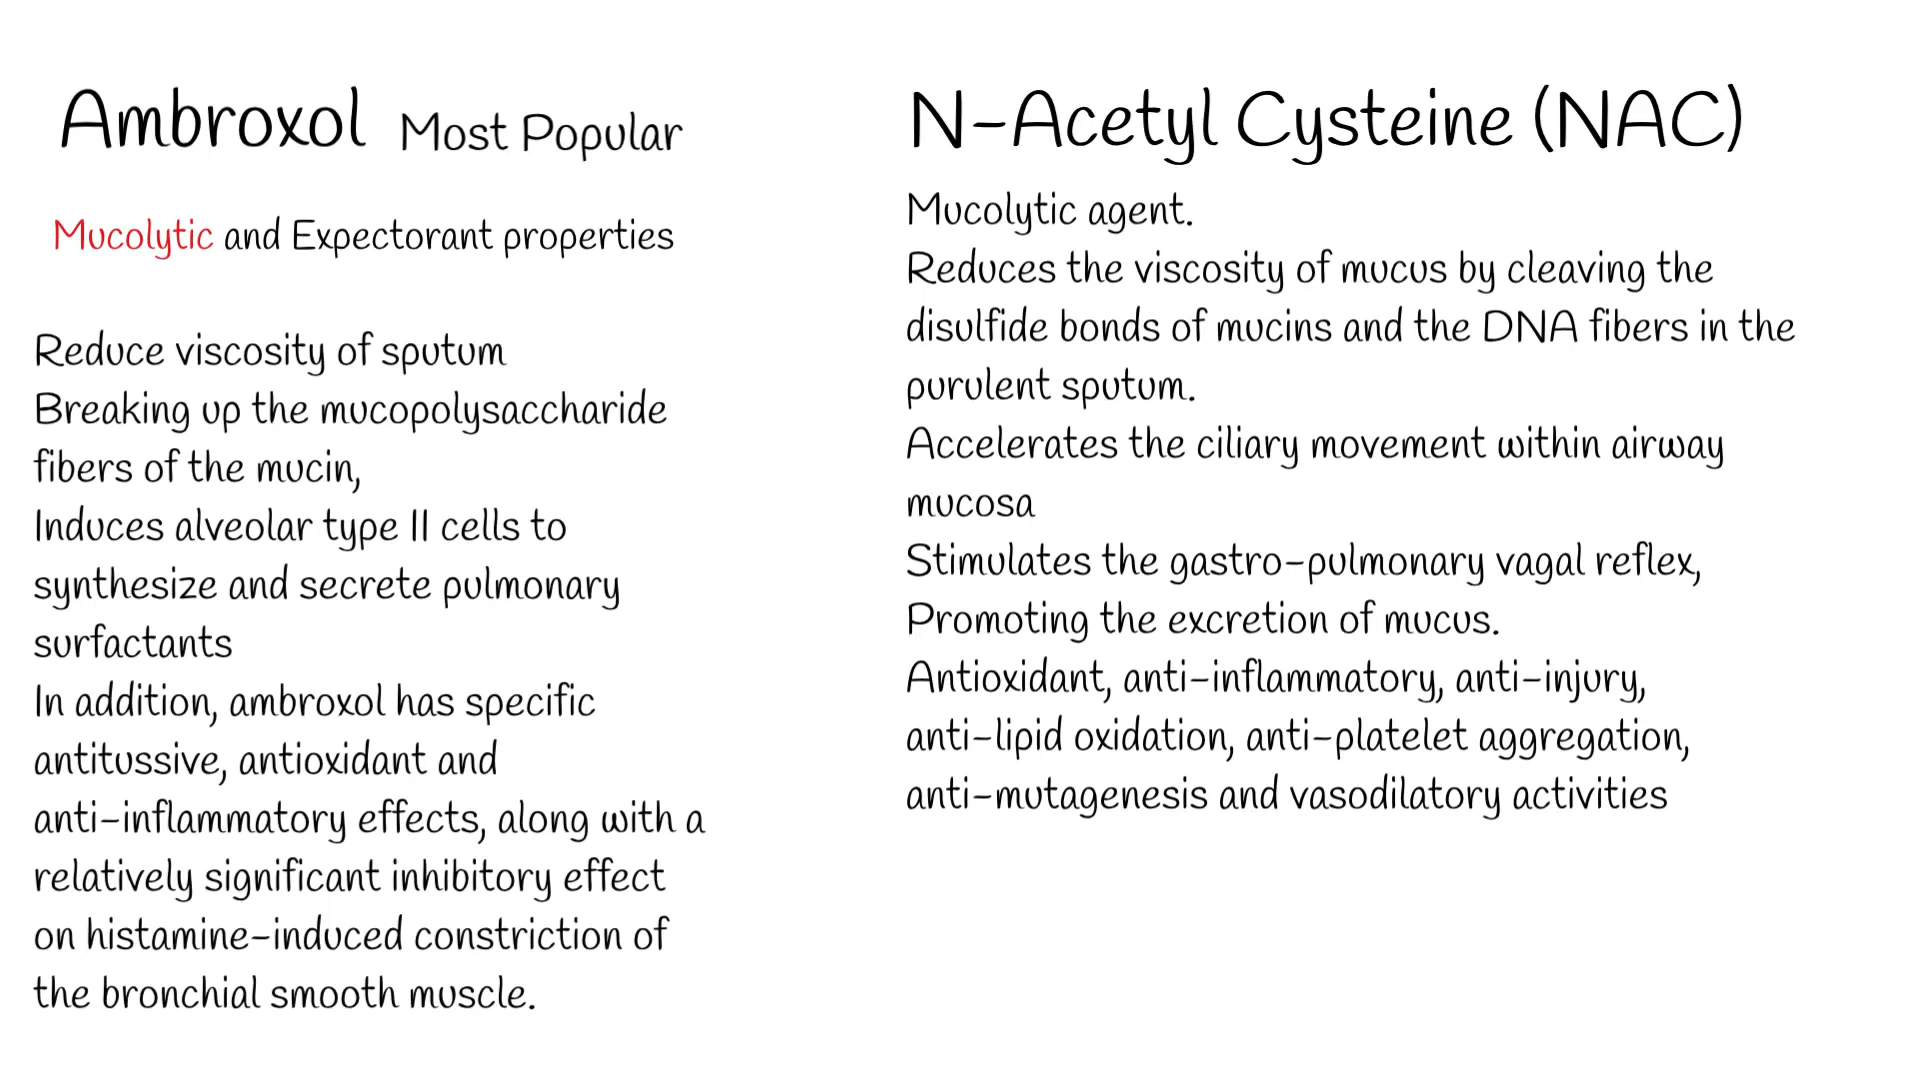 Ambroxol Most Popular
Mucolytic and Expectorant properties
Reduce viscosity of sputum
Breaking up the mucopolysaccharide
fibers of the mucin,
Induces alveolar type II cells to
synthesize and secrete pulmonary
surfactants
In addition, ambroxol has specific
antitussive, antioxidant and
anti-inflammatory effects, along with a
relatively significant inhibitory effect
on histamine-induced constriction of
the bronchial smooth muscle.
N-Acetyl Cysteine (NAC)
Mucolytic agent.
Reduces the viscosity of mucus by cleaving the
disulfide bonds of mucins and the DNA fibers in the
purulent sputum.
Accelerates the ciliary movement within airway
mucosa
Stimulates the gastro-pulmonary vagal reflex,
Promoting the excretion of mucus.
Antioxidant, anti-inflammatory, anti-injury,
anti-lipid oxidation, anti-platelet aggregation,
anti-mutagenesis and vasodilatory activities